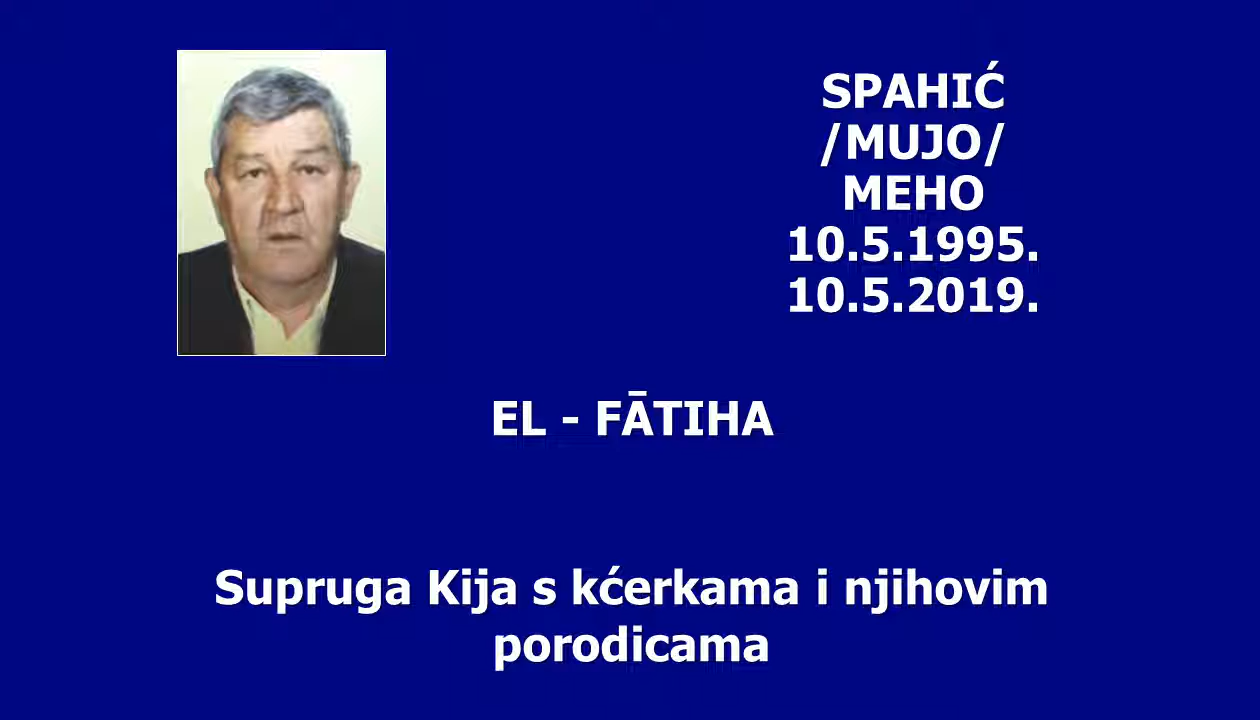 SPAHIĆ
/MUJO/
MEHO
10.5.1995.
10.5.2019.
EL - FĀTIHA
Supruga Kija s kćerkama i njihovim
porodicama